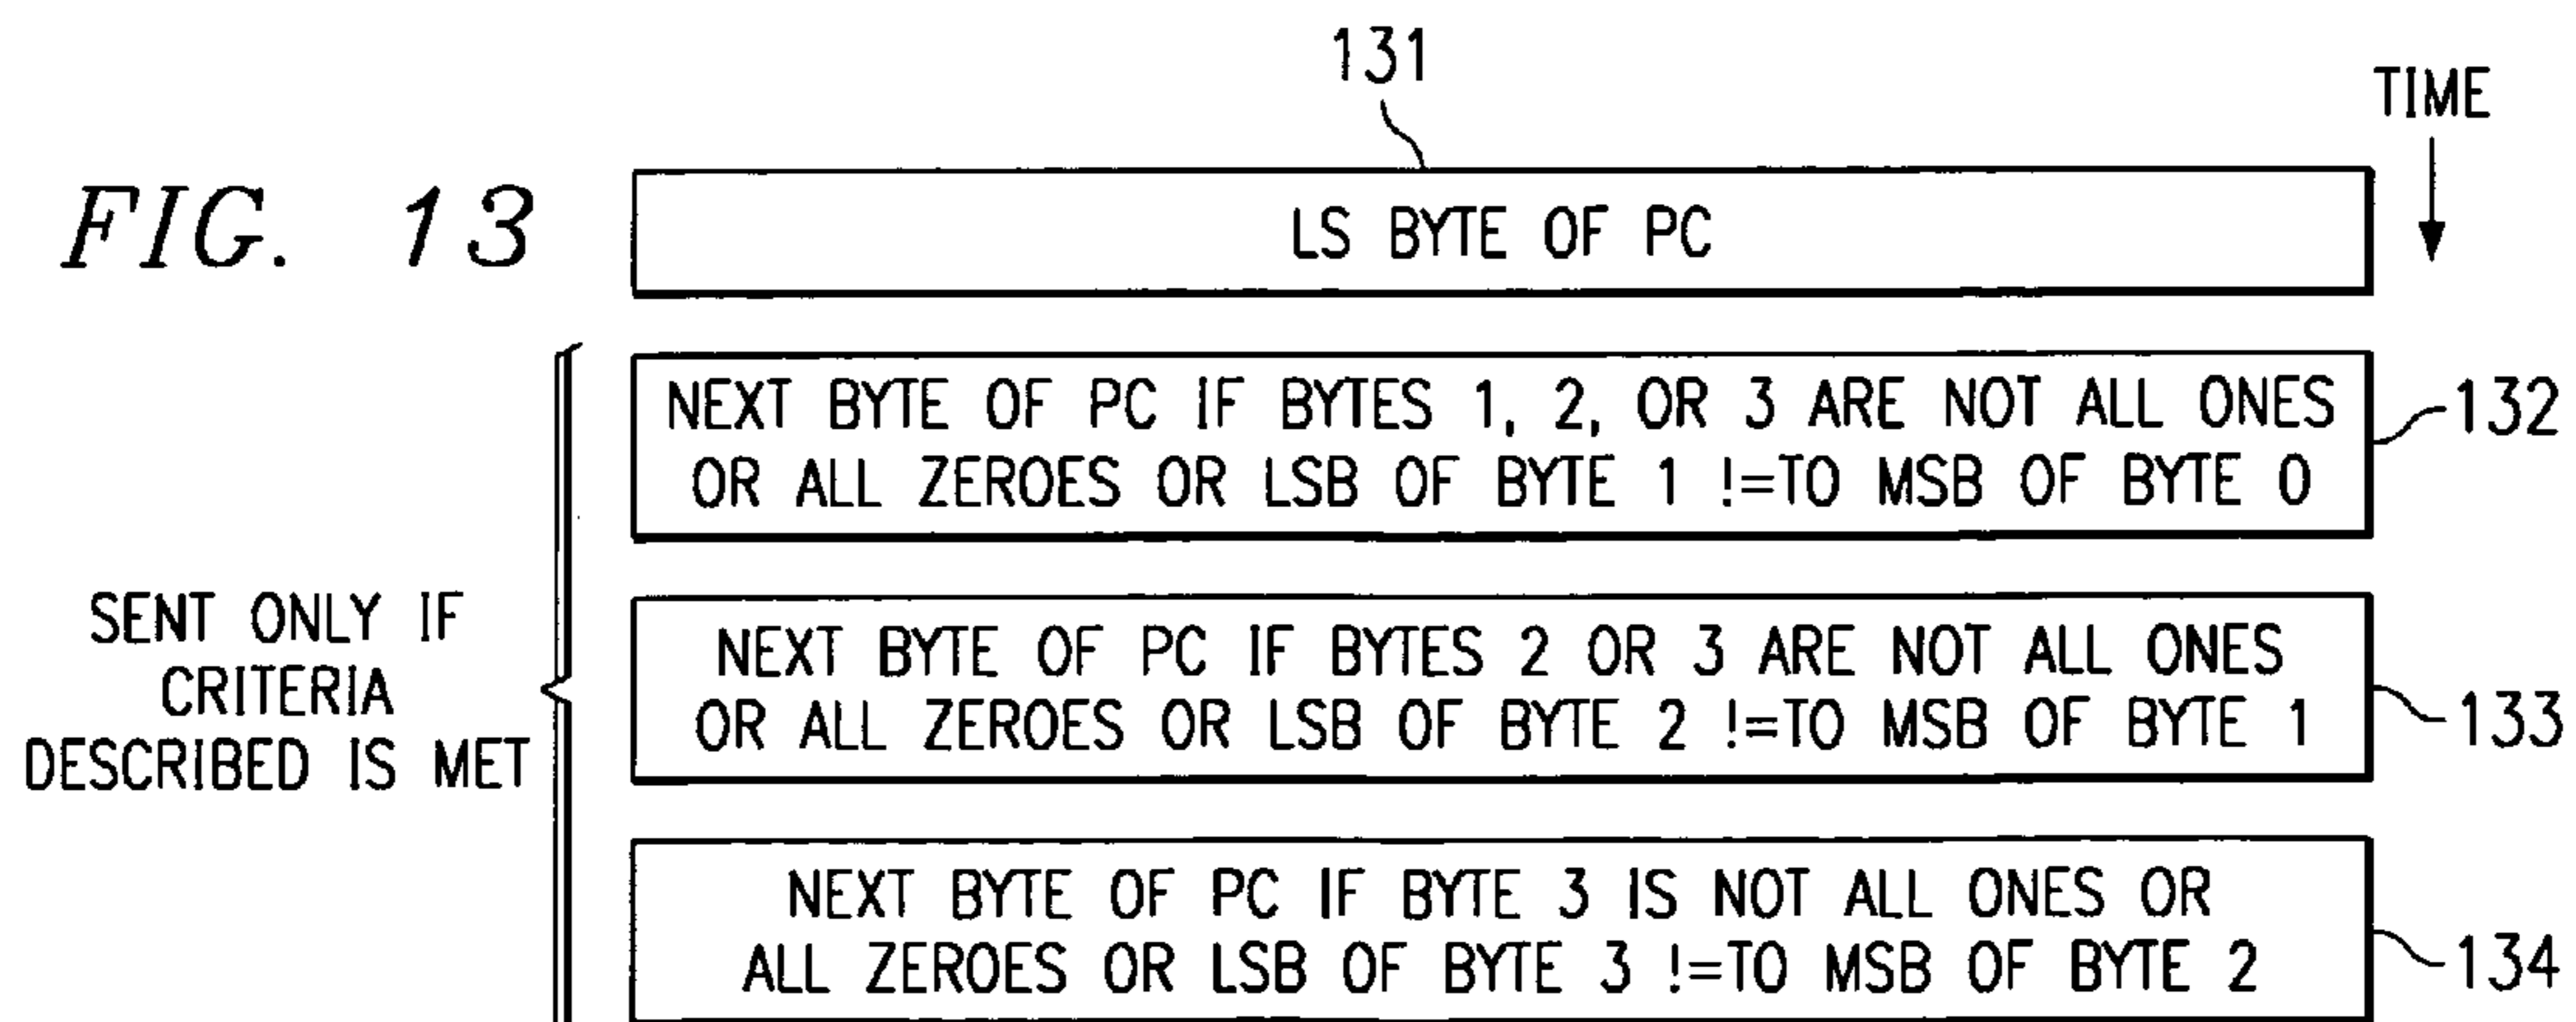 131
TIME
FIG. 13
LS BYTE OF PC
NEXT BYTE OF PC IF BYTES 1, 2, OR 3 ARE NOT ALL ONES
OR ALL ZEROES OR LSB OF BYTE 1 !=TO MSB OF BYTE 0
132
SENT ONLY IF
CRITERIA
DESCRIBED IS MET
NEXT BYTE OF PC IF BYTES 2 OR 3 ARE NOT ALL ONES
OR ALL ZEROES OR LSB OF BYTE 2 !=TO MSB OF BYTE 1
133
NEXT BYTE OF PC IF BYTE 3 IS NOT ALL ONES OR
ALL ZEROES OR LSB OF BYTE 3 !=TO MSB OF BYTE 2
134